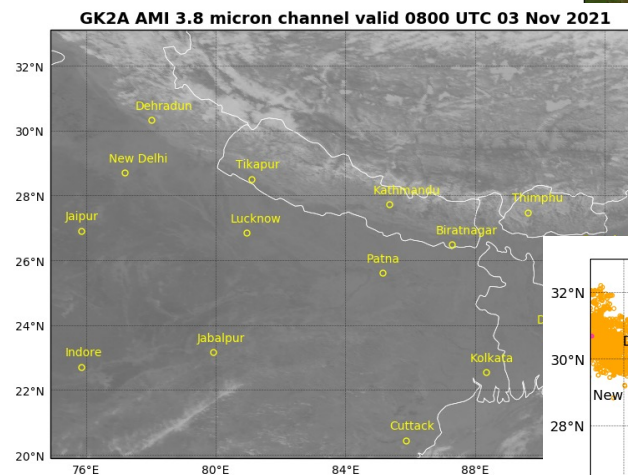 GK2A AMI 3.8 micron channel valid 0800 UTC 03 Nov 2021
32°N
Dehradun
30°N
New Delhi
Tikapur
28°N
Kathmandu
Thimphu
Jaipur
Lucknow
Biratnagar
26°N
Patna
24°N
D
Jabalpur
Indore
Kolkata
22°N
Cuttack
20°N
76°E
80°E
84°E
88°E
32°N
D
30°N
New
28°N